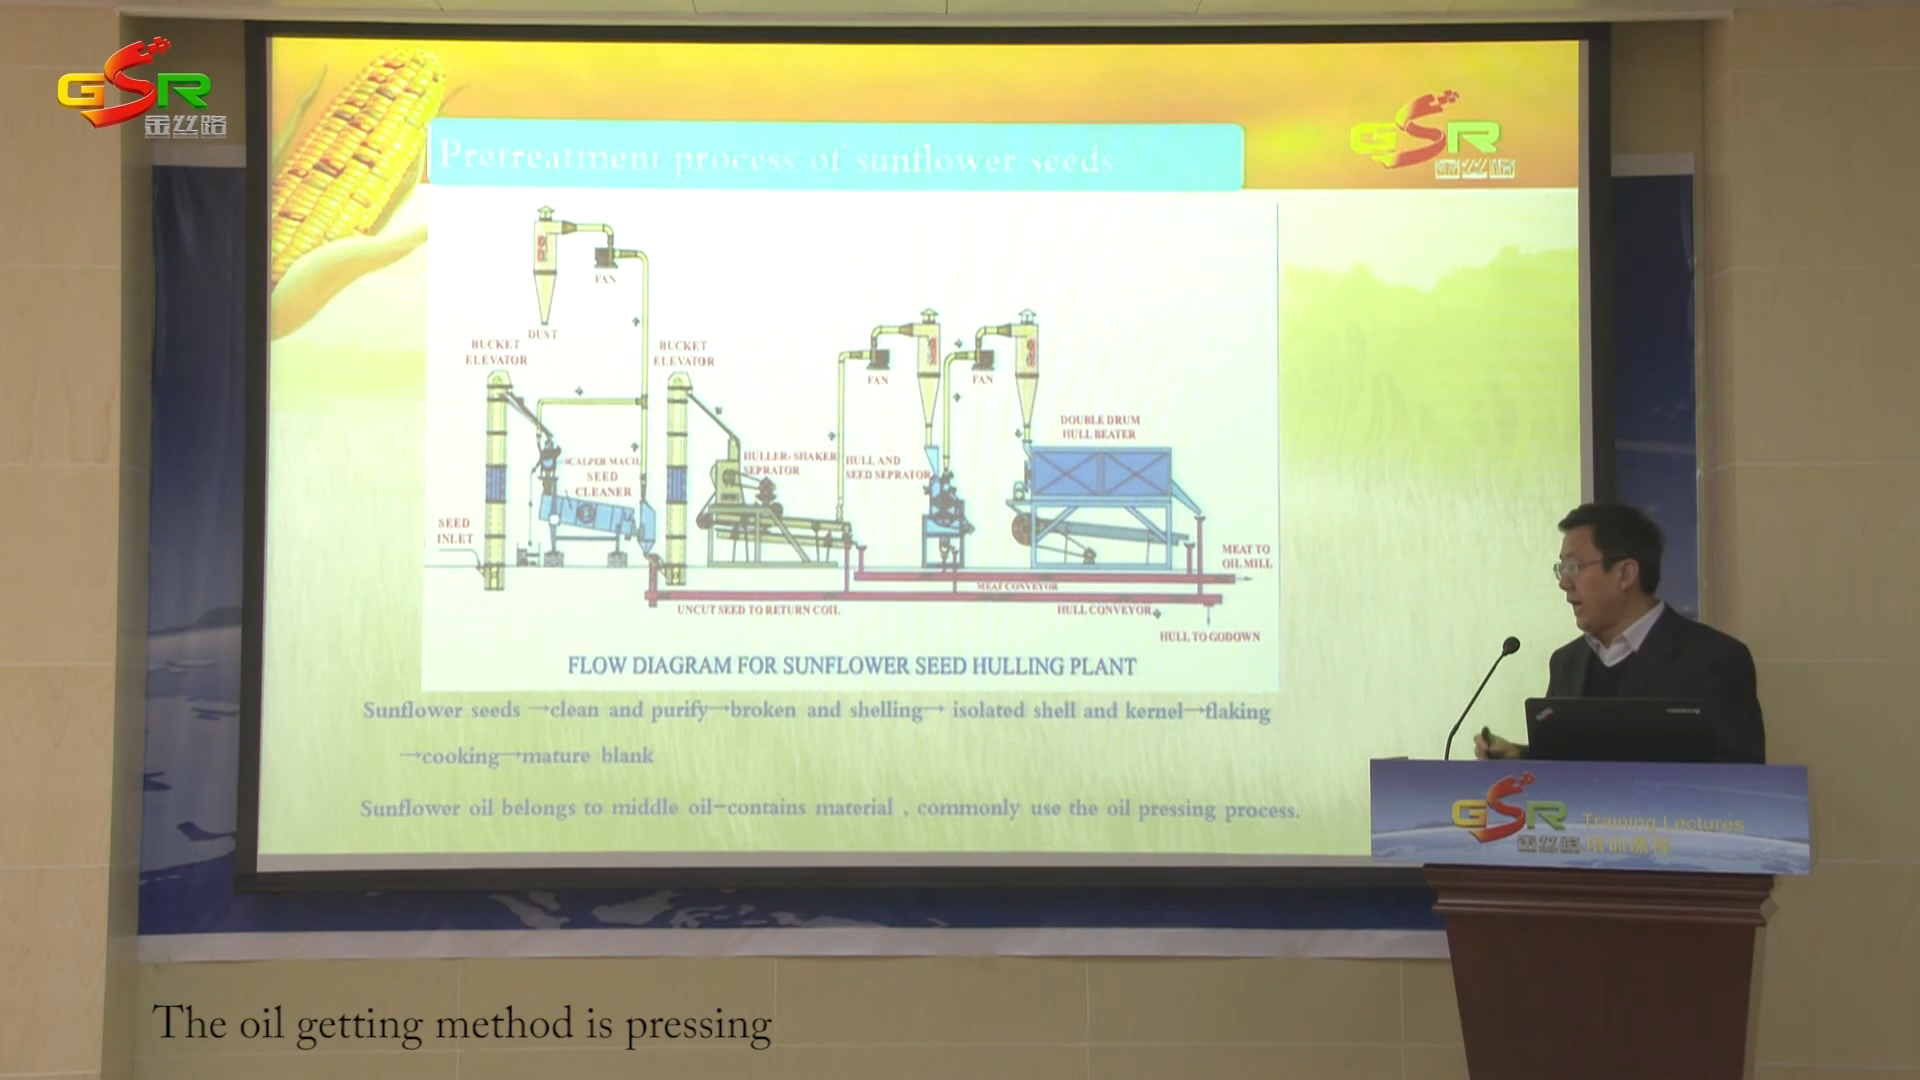 GSR
金丝路
GSR
金丝路
Pretreatment process of sunflower seeds
FAN
DUST
BUCKET
ELEVATOR
BUCKET
ELEVATOR
FAN
FAN
DOUBLE DRUM
HULL BEATER
SCALPER MACH.
SEED
CLEANER
HULLER- SHAKER
SEPRATOR
HULL AND
SEED SEPRATOR
SEED
INLET
MEAT TO
OIL MILL
MEAT CONVEYOR
UNCUT SEED TO RETURN COIL
HULL CONVEYOR
HULL TO GODOWN
FLOW DIAGRAM FOR SUNFLOWER SEED HULLING PLANT
Sunflower seeds →clean and purify→broken and shelling→ isolated shell and kernel→flaking
→cooking→mature blank
Sunflower oil belongs to middle oil-contains material , commonly use the oil pressing process.
GSR
金丝路
Training Lectures
培训课程
The oil getting method is pressing